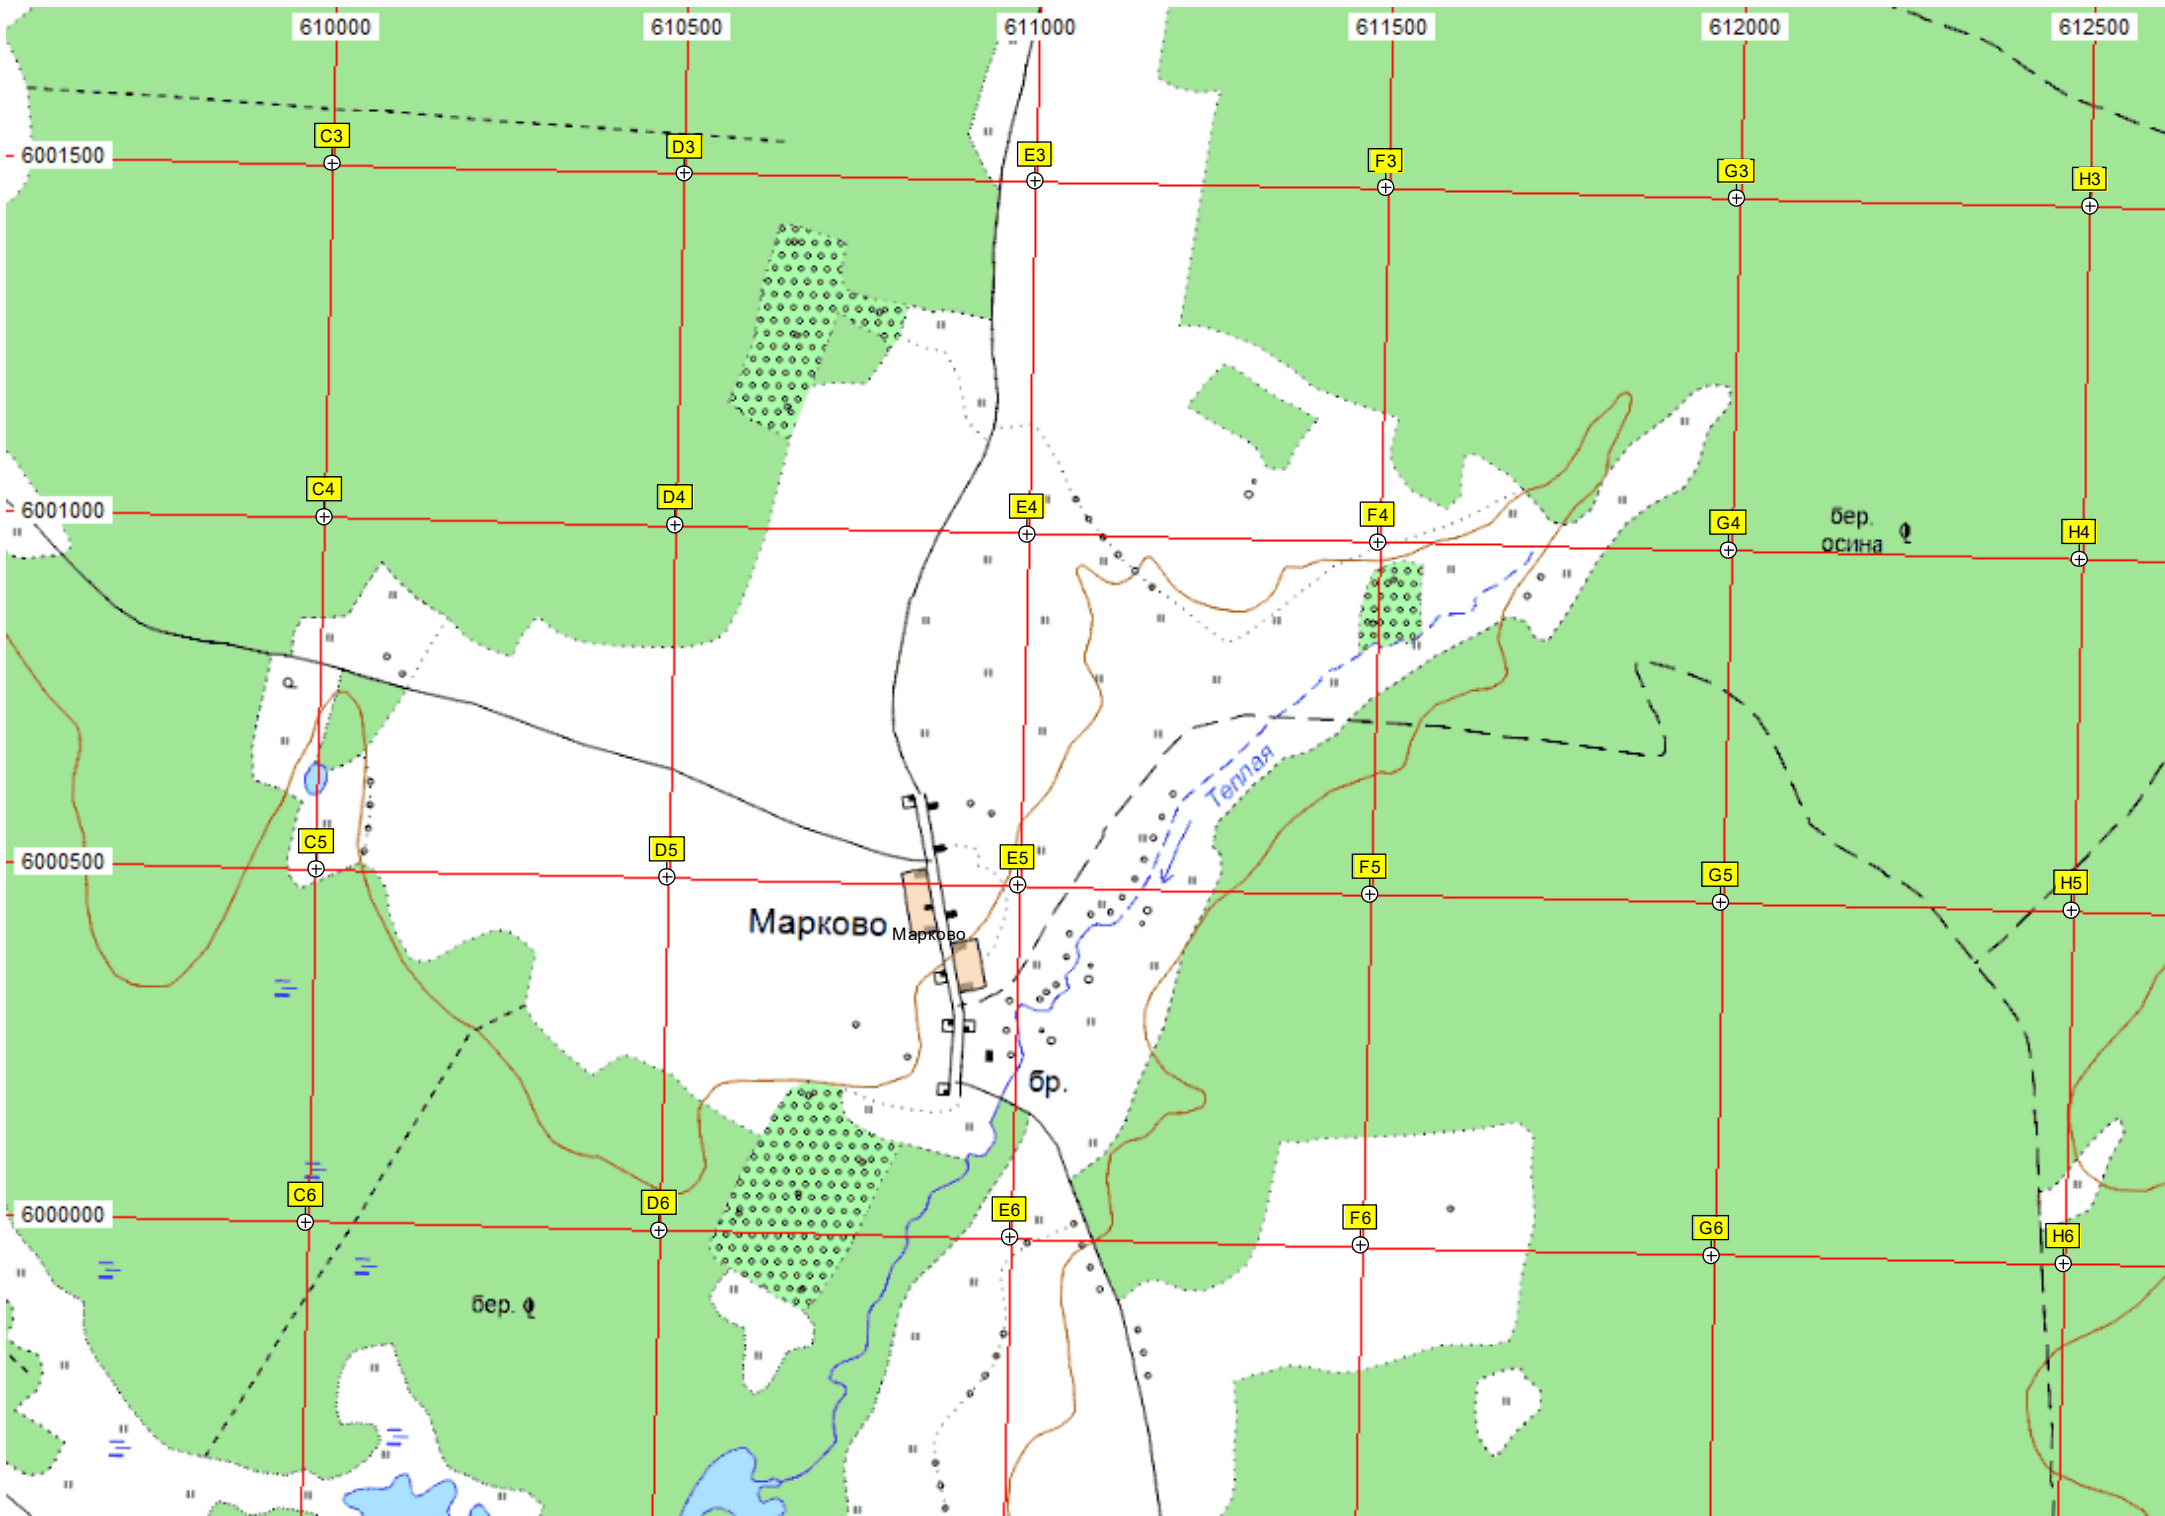 610000 610500 611000 611500 612000 612500
C3 D3 E3 F3 G3 H3
6001500
C4 D4 E4 F4 G4 H4
6001000
бер.
осина
Теплая
C5 D5 E5 F5 G5 H5
6000500
Марково Марково
бр.
C6 D6 E6 F6 G6 H6
6000000
бер.